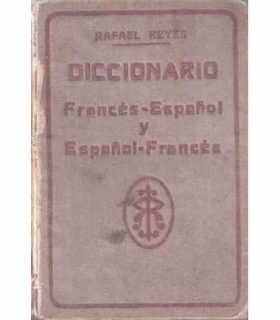 RAFAEL REYES
DICCIONARIO
Francés-Español
y
Español-Francés